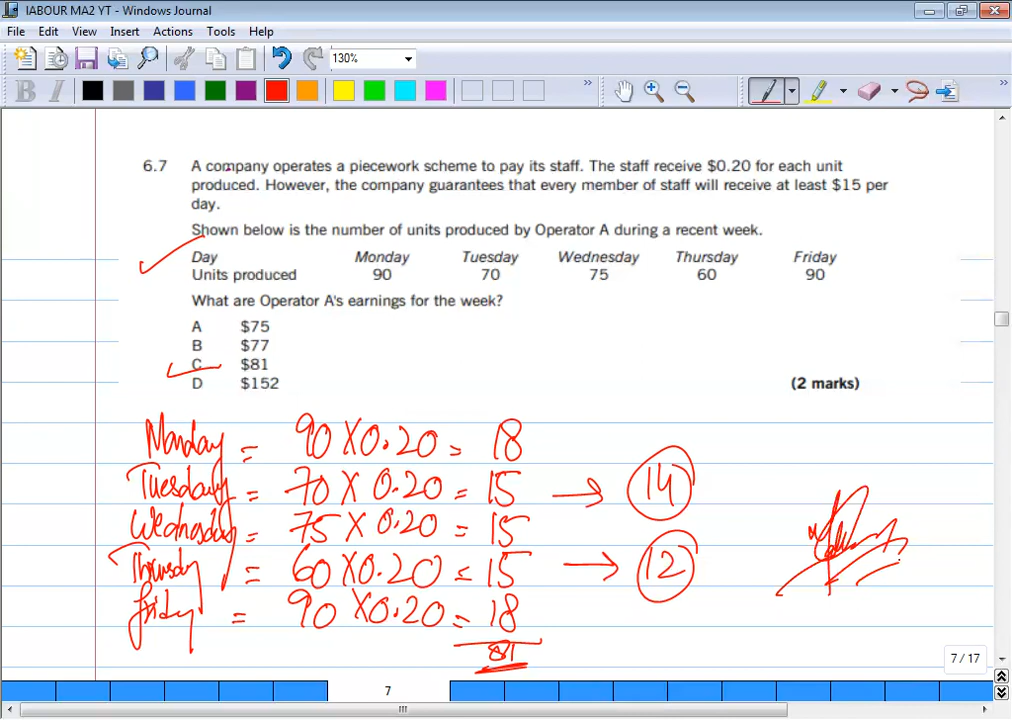 IABOUR MA2 YT - Windows Journal
File Edit View Insert Actions Tools Help
130%
B I
6.7 A company operates a piecework scheme to pay its staff. The staff receive $0.20 for each unit
produced. However, the company guarantees that every member of staff will receive at least $15 per
day.
Shown below is the number of units produced by Operator A during a recent week.
Day Monday Tuesday Wednesday Thursday Friday
Units produced 90 70 75 60 90
What are Operator A's earnings for the week?
A $75
B $77
C $81
D $152 (2 marks)
Monday = 90 X 0.20 = 18
Tuesday = 70 X 0.20 = 15 → 14
Wednesday = 75 X 0.20 = 15
Thursday = 60 X 0.20 = 15 → 12
friday = 90 X 0.20 = 18
81
7 / 17
7